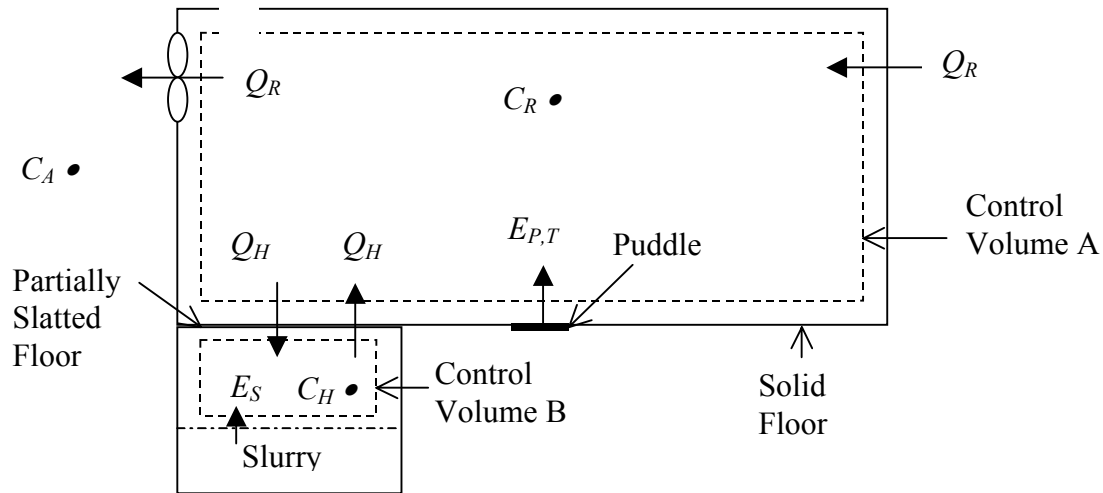 Q_R
C_R
Q_R
C_A
Control
Volume A
Q_H
Q_H
E_{P,T}
Puddle
Partially
Slatted
Floor
E_S
C_H
Control
Volume B
Solid
Floor
Slurry